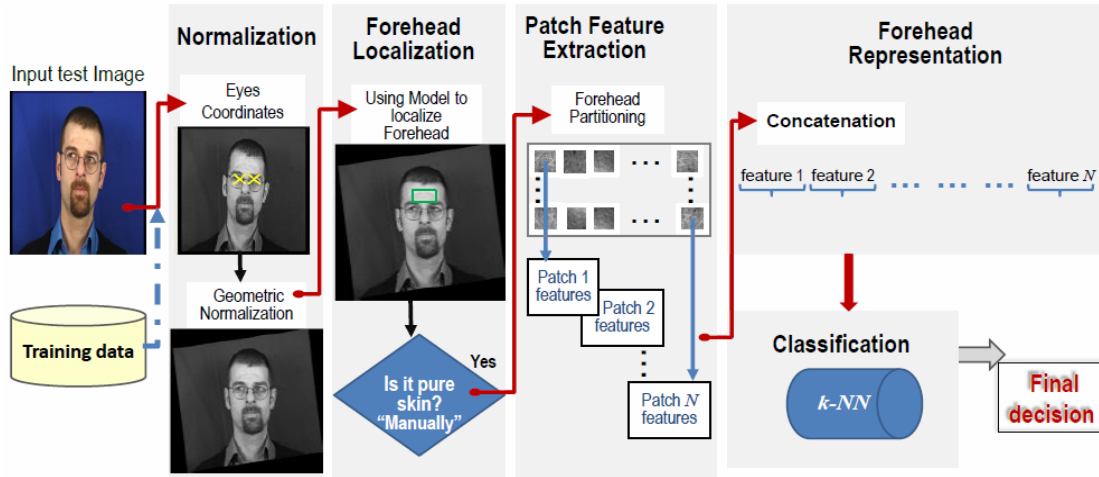 Input test Image
Training data
Normalization
Eyes
Coordinates
Geometric
Normalization
Forehead
Localization
Using Model to
localize
Forehead
Is it pure
skin?
“Manually”
Yes
Patch Feature
Extraction
Forehead
Partitioning
Patch 1
features
Patch 2
features
Patch N
features
Forehead
Representation
Concatenation
feature 1 feature 2 ... ... ... feature N
Classification
k-NN
Final
decision